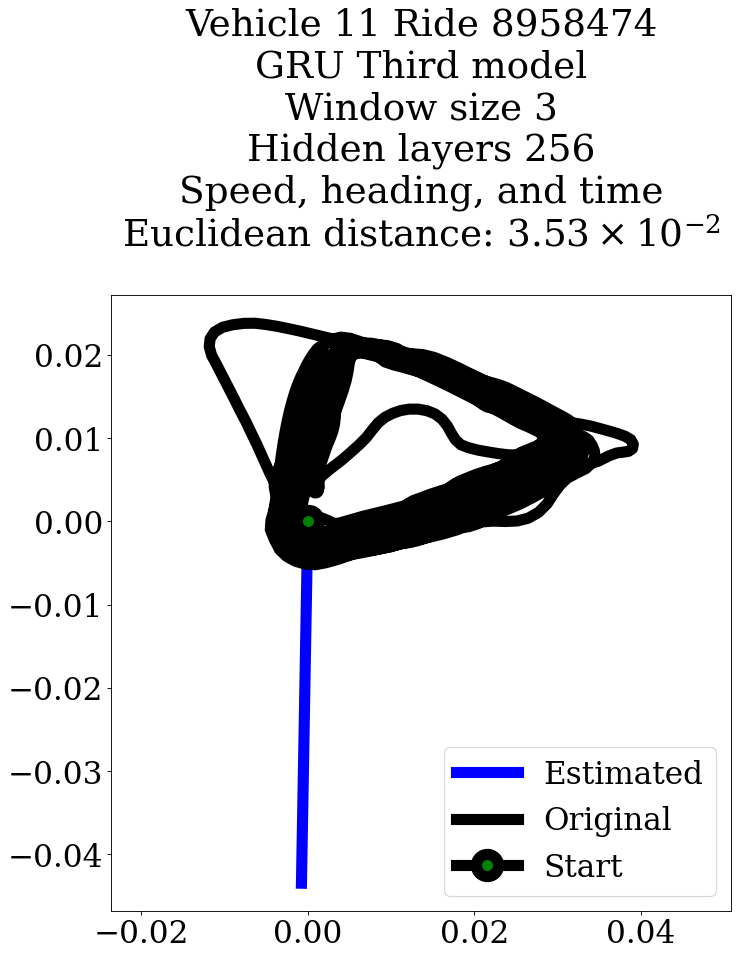 Vehicle 11 Ride 8958474
GRU Third model
Window size 3
Hidden layers 256
Speed, heading, and time
Euclidean distance: 3.53 × 10⁻²
0.02
0.01
0.00
−0.01
−0.02
−0.03
−0.04
Estimated
Original
Start
−0.02 0.00 0.02 0.04